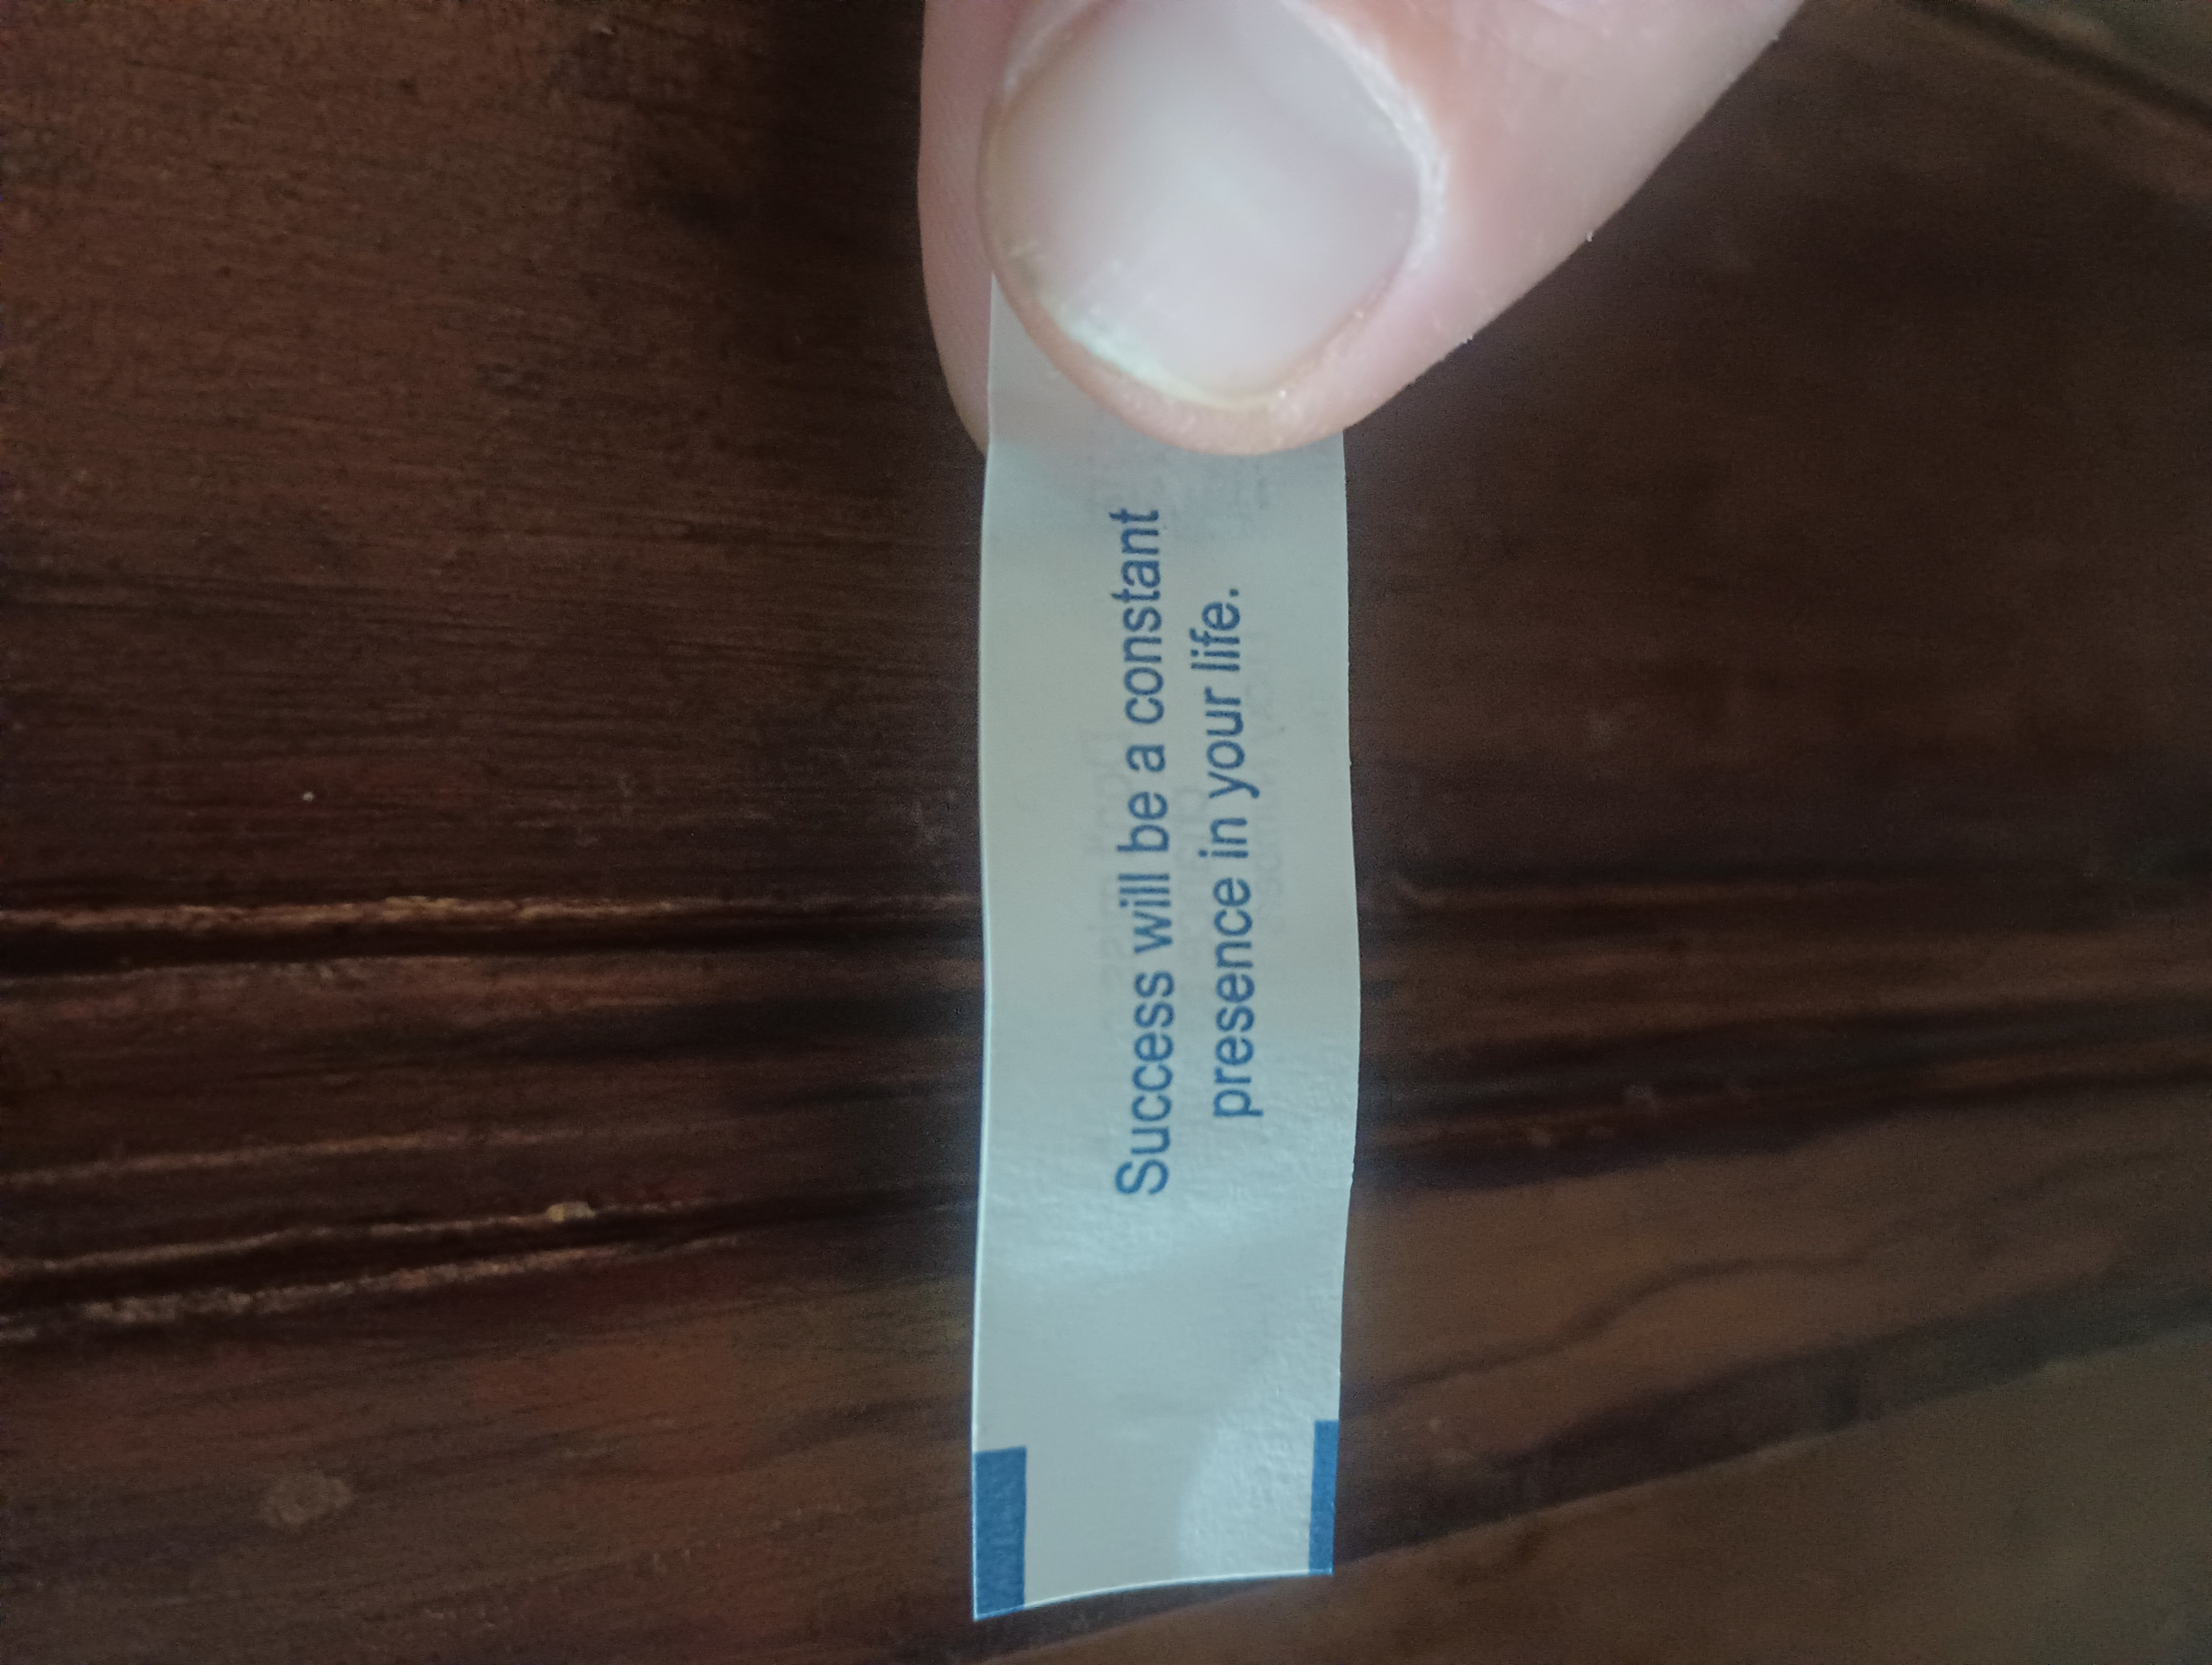 Success will be a constant
presence in your life.